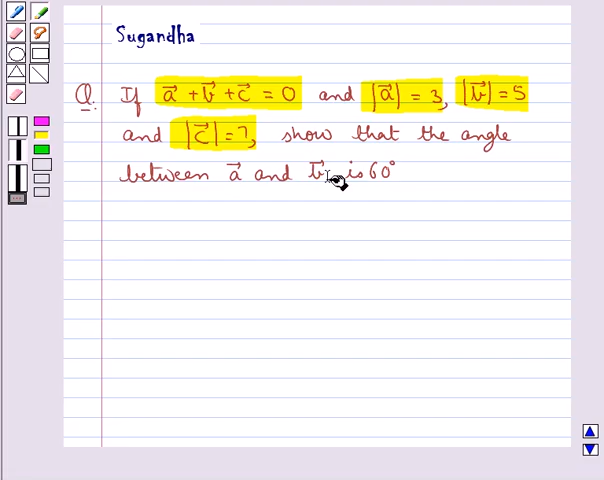 Sugandha
Q. If a⃗ + b⃗ + c⃗ = 0 and |a⃗| = 3, |b⃗| = 5
and |c⃗| = 7, show that the angle
between a⃗ and b⃗ is 60°